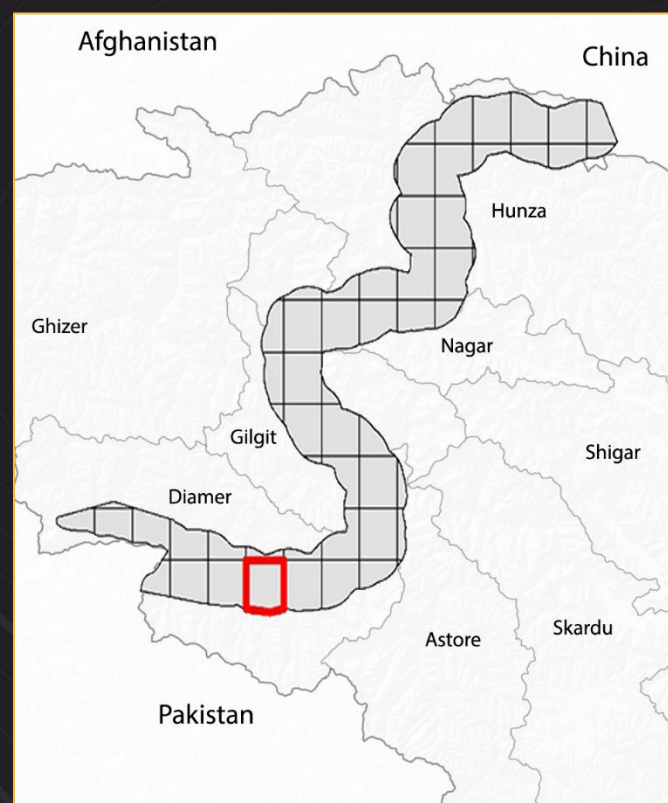 Afghanistan
China
Hunza
Ghizer
Nagar
Gilgit
Shigar
Diamer
Skardu
Astore
Pakistan